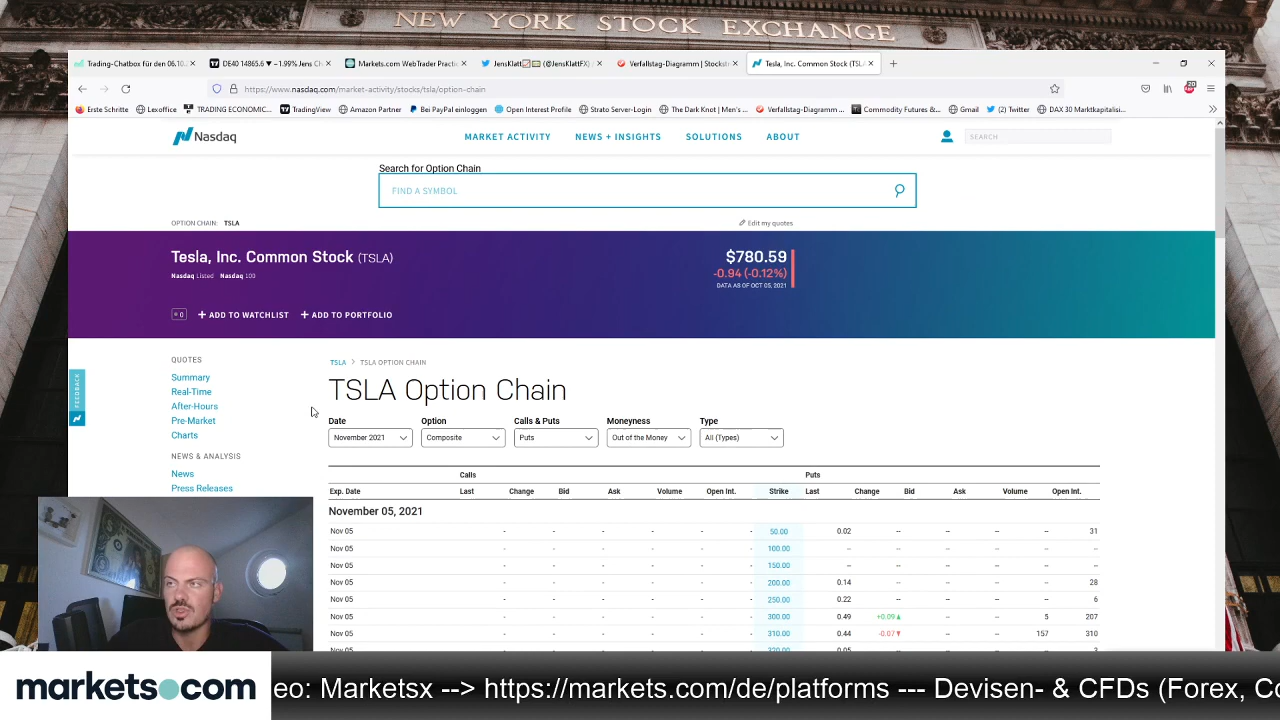 NEW YORK STOCK EXCHANGE
Trading-Chatbox für den 06.10.
DE40 14865.6 ▼ −1.99% Jens Ch
Markets.com WebTrader Practic
JensKlatt (@JensKlattFX) /
Verfallstag-Diagramm | Stockstr
Tesla, Inc. Common Stock (TSLA
https://www.nasdaq.com/market-activity/stocks/tsla/option-chain
Erste Schritte
Lexoffice
TRADING ECONOMIC...
TradingView
Amazon Partner
Bei PayPal einloggen
Open Interest Profile
Strato Server-Login
The Dark Knot | Men's ...
Verfallstag-Diagramm ...
Commodity Futures &...
Gmail
(2) Twitter
DAX 30 Marktkapitalisi...
Nasdaq
MARKET ACTIVITY
NEWS + INSIGHTS
SOLUTIONS
ABOUT
SEARCH
Search for Option Chain
FIND A SYMBOL
OPTION CHAIN: TSLA
Edit my quotes
Tesla, Inc. Common Stock (TSLA)
Nasdaq Listed Nasdaq 100
$780.59
-0.94 (-0.12%)
DATA AS OF OCT 05, 2021
0
+ ADD TO WATCHLIST
+ ADD TO PORTFOLIO
FEEDBACK
QUOTES
Summary
Real-Time
After-Hours
Pre-Market
Charts
NEWS & ANALYSIS
News
Press Releases
TSLA > TSLA OPTION CHAIN
TSLA Option Chain
Date Option Calls & Puts Moneyness Type
November 2021 Composite Puts Out of the Money All (Types)
Calls Puts
Exp. Date Last Change Bid Ask Volume Open Int. Strike Last Change Bid Ask Volume Open Int.
November 05, 2021
Nov 05 - - - - - - 50.00 0.02 -- -- -- -- 31
Nov 05 - - - - - - 100.00 -- -- -- -- -- --
Nov 05 - - - - - - 150.00 -- -- -- -- -- --
Nov 05 - - - - - - 200.00 0.14 -- -- -- -- 28
Nov 05 - - - - - - 250.00 0.22 -- -- -- -- 6
Nov 05 - - - - - - 300.00 0.49 +0.09▲ -- -- 5 207
Nov 05 - - - - - - 310.00 0.44 -0.07▼ -- -- 157 310
markets.com
eo: Marketsx --> https://markets.com/de/platforms --- Devisen- & CFDs (Forex, Co